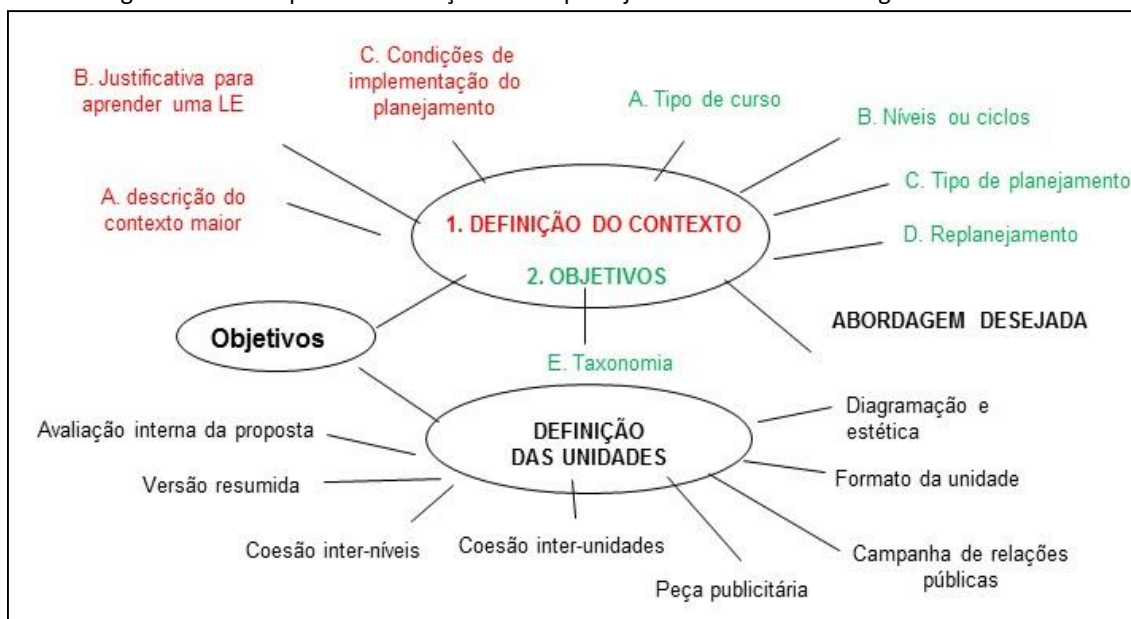 B. Justificativa para
aprender uma LE
C. Condições de
implementação do
planejamento
A. Tipo de curso
B. Níveis ou ciclos
A. descrição do
contexto maior
C. Tipo de planejamento
D. Replanejamento
1. DEFINIÇÃO DO CONTEXTO
2. OBJETIVOS
ABORDAGEM DESEJADA
Objetivos
E. Taxonomia
DEFINIÇÃO
DAS UNIDADES
Diagramação e
estética
Avaliação interna da proposta
Formato da unidade
Versão resumida
Coesão inter-níveis
Coesão inter-unidades
Peça publicitária
Campanha de relações
públicas